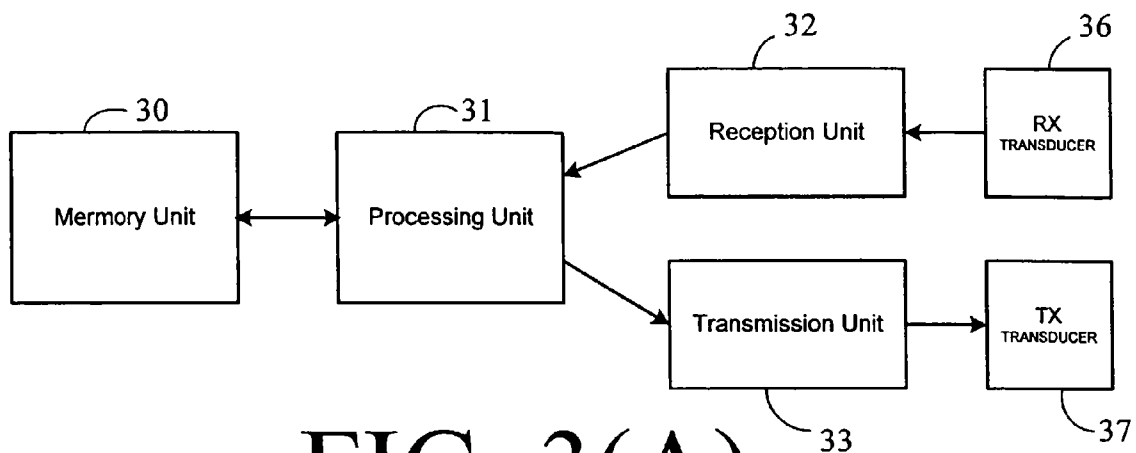 32
36
30
31
Reception Unit
RX
TRANSDUCER
Mermory Unit
Processing Unit
Transmission Unit
TX
TRANSDUCER
33
37
FIG. 3(A)